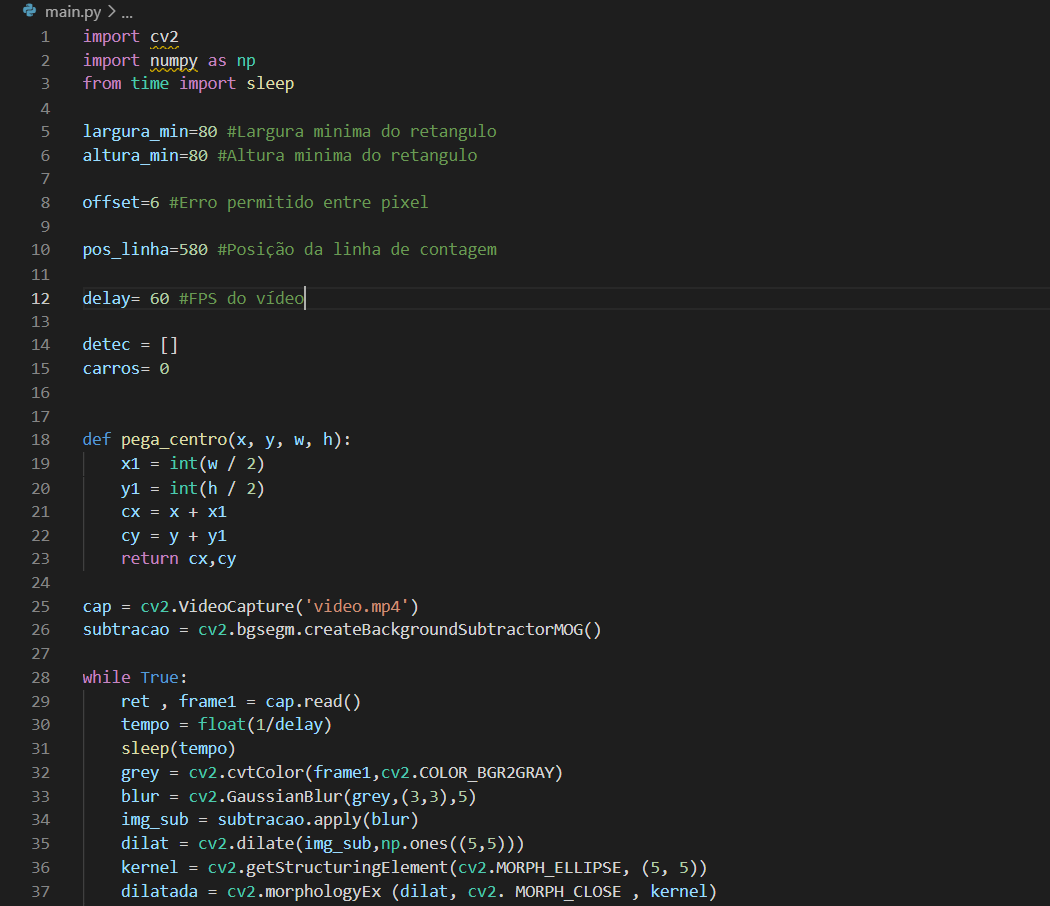 main.py > ...
1 import cv2
2 import numpy as np
3 from time import sleep
4
5 largura_min=80 #Largura minima do retangulo
6 altura_min=80 #Altura minima do retangulo
7
8 offset=6 #Erro permitido entre pixel
9
10 pos_linha=580 #Posição da linha de contagem
11
12 delay= 60 #FPS do vídeo
13
14 detec = []
15 carros= 0
16
17
18 def pega_centro(x, y, w, h):
19     x1 = int(w / 2)
20     y1 = int(h / 2)
21     cx = x + x1
22     cy = y + y1
23     return cx,cy
24
25 cap = cv2.VideoCapture('video.mp4')
26 subtracao = cv2.bgsegm.createBackgroundSubtractorMOG()
27
28 while True:
29     ret , frame1 = cap.read()
30     tempo = float(1/delay)
31     sleep(tempo)
32     grey = cv2.cvtColor(frame1,cv2.COLOR_BGR2GRAY)
33     blur = cv2.GaussianBlur(grey,(3,3),5)
34     img_sub = subtracao.apply(blur)
35     dilat = cv2.dilate(img_sub,np.ones((5,5)))
36     kernel = cv2.getStructuringElement(cv2.MORPH_ELLIPSE, (5, 5))
37     dilatada = cv2.morphologyEx (dilat, cv2. MORPH_CLOSE , kernel)